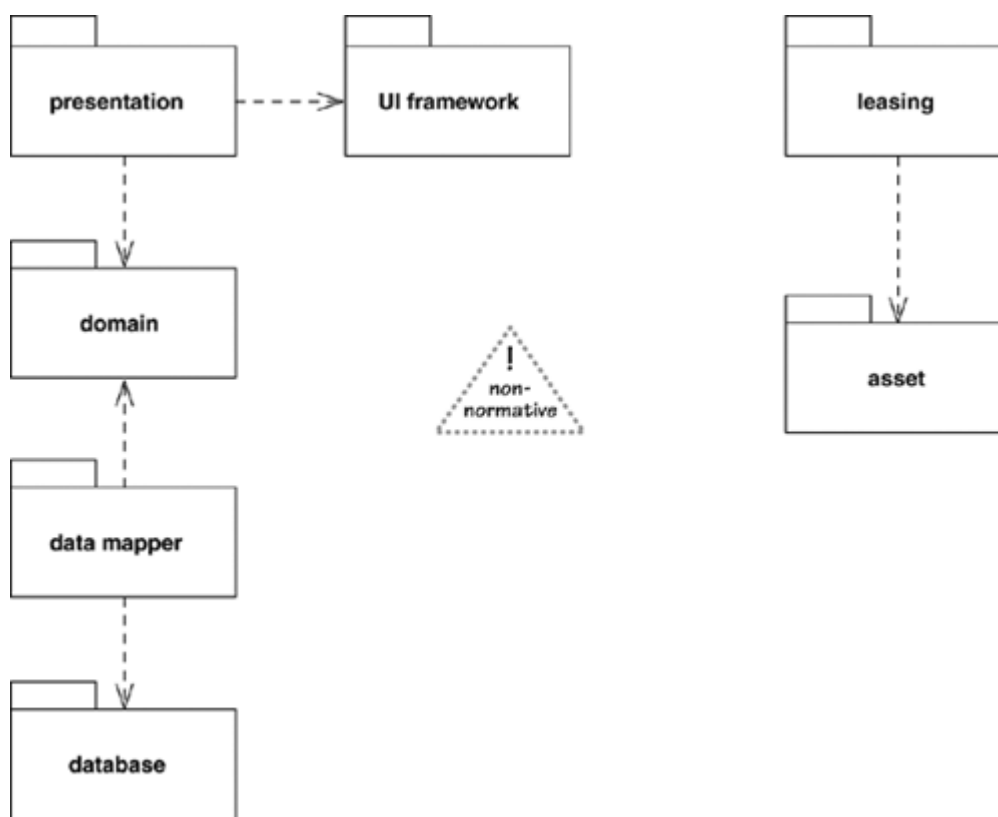 presentation
UI framework
leasing
domain
!
non-
normative
asset
data mapper
database